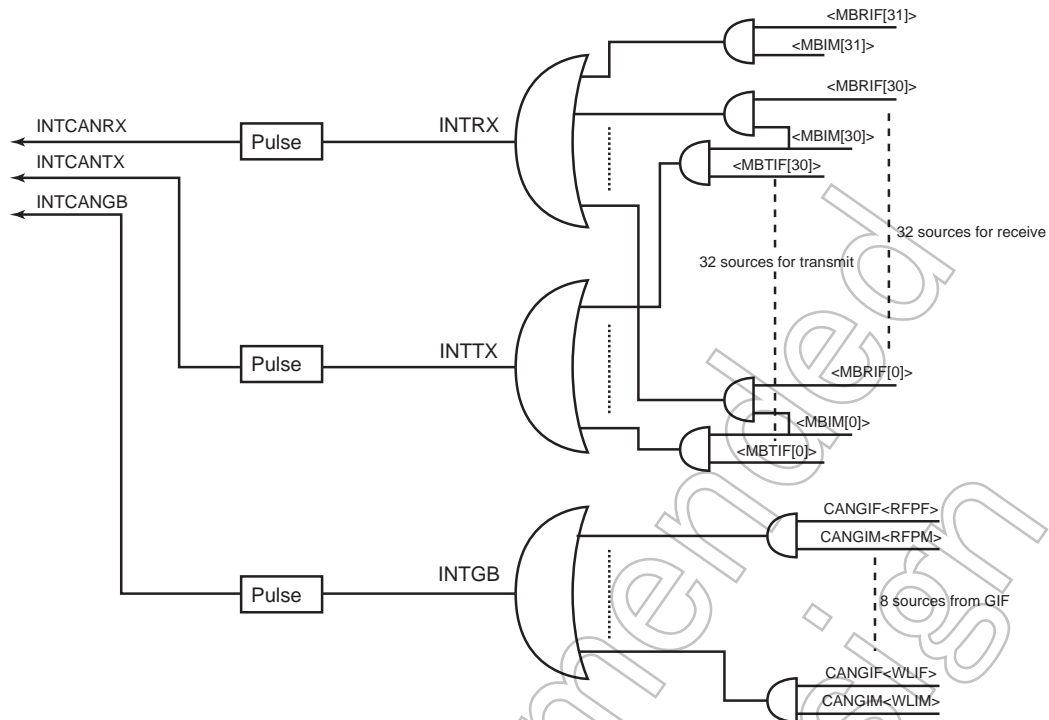 <MBRIF[31]>
<MBIM[31]>
<MBRIF[30]>
INTCANRX
Pulse
INTRX
<MBIM[30]>
INTCANTX
<MBTIF[30]>
INTCANGB
32 sources for receive
32 sources for transmit
Pulse
INTTX
<MBRIF[0]>
<MBIM[0]>
<MBTIF[0]>
CANGIF<RFPF>
CANGIM<RFPM>
Pulse
INTGB
8 sources from GIF
CANGIF<WLIF>
CANGIM<WLIM>